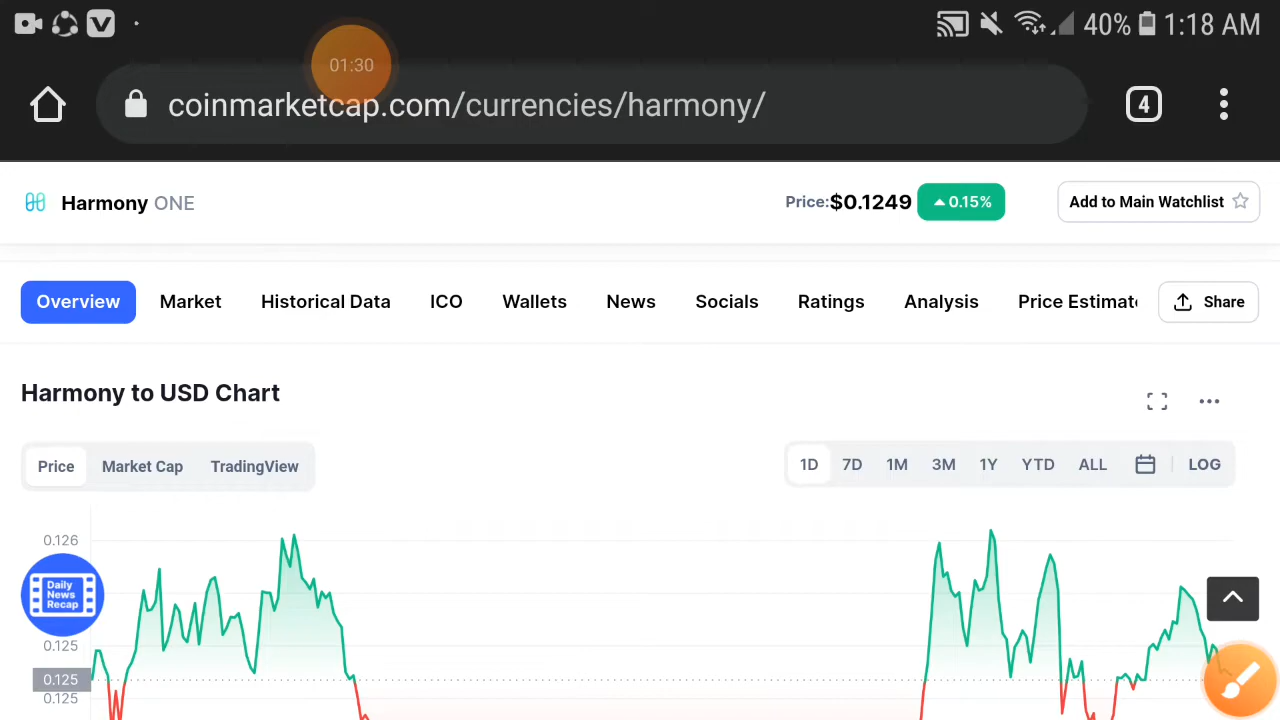 40% 1:18 AM
01:30
coinmarketcap.com/currencies/harmony/
4
Harmony ONE
Price:$0.1249 0.15%
Add to Main Watchlist
Overview Market Historical Data ICO Wallets News Socials Ratings Analysis Price Estimat
Share
Harmony to USD Chart
Price Market Cap TradingView
1D 7D 1M 3M 1Y YTD ALL LOG
0.126
Daily
News
Recap
0.125
0.125
0.125